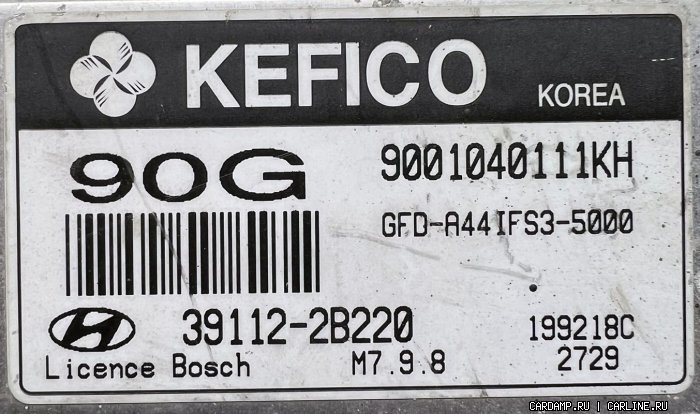 KEFICO KOREA
90G 9001040111KH
GFD-A44IFS3-5000
39112-2B220 199218C
Licence Bosch M7.9.8 2729
CARDAMP.RU | CARLINE.RU